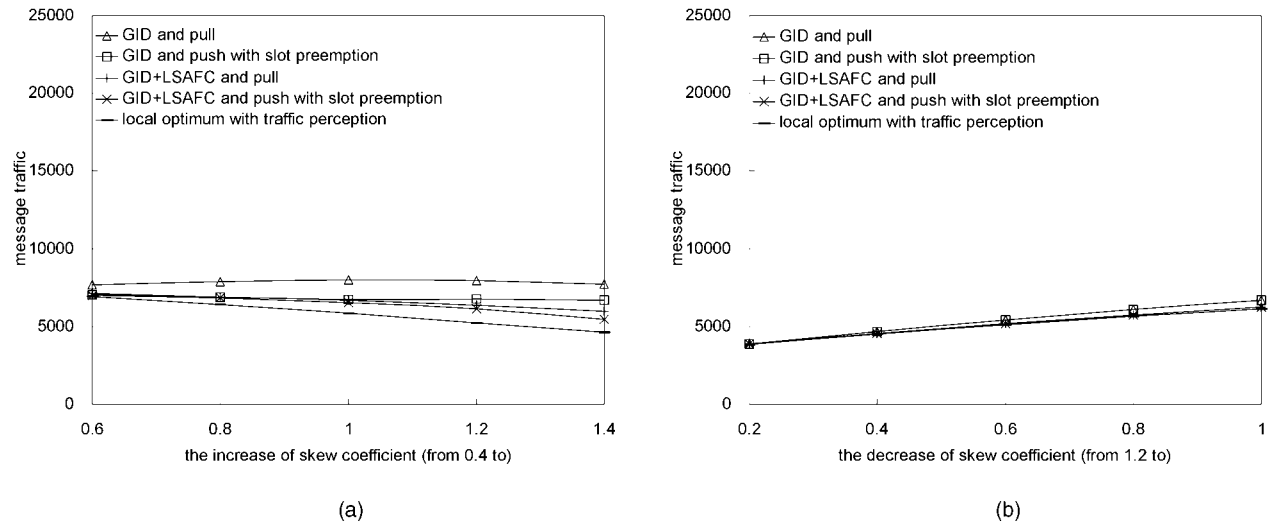 25000
20000
15000
10000
5000
0
message traffic
GID and pull
GID and push with slot preemption
GID+LSAFC and pull
GID+LSAFC and push with slot preemption
local optimum with traffic perception
0.6 0.8 1 1.2 1.4
the increase of skew coefficient (from 0.4 to)
(a)
25000
20000
15000
10000
5000
0
message traffic
GID and pull
GID and push with slot preemption
GID+LSAFC and pull
GID+LSAFC and push with slot preemption
local optimum with traffic perception
0.2 0.4 0.6 0.8 1
the decrease of skew coefficient (from 1.2 to)
(b)